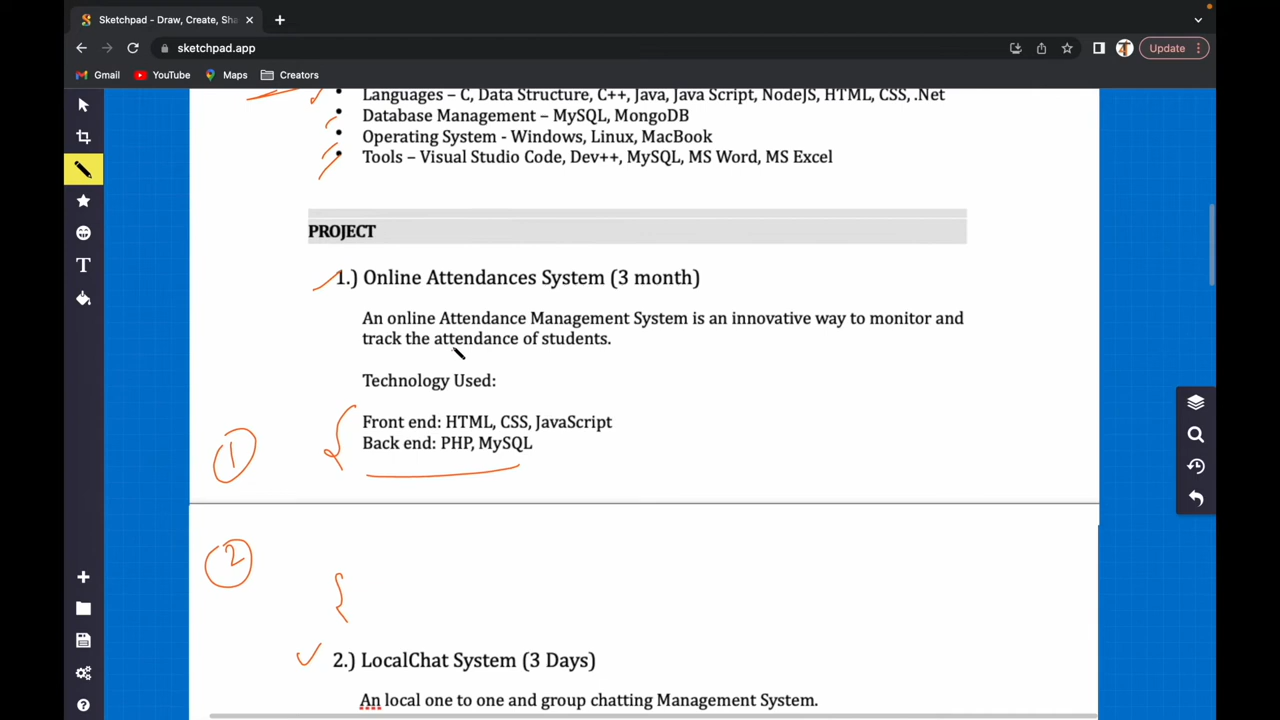 Sketchpad - Draw, Create, Sha
sketchpad.app
Update
Gmail
YouTube
Maps
Creators
Languages – C, Data Structure, C++, Java, Java Script, NodeJS, HTML, CSS, .Net
Database Management – MySQL, MongoDB
Operating System - Windows, Linux, MacBook
Tools – Visual Studio Code, Dev++, MySQL, MS Word, MS Excel
PROJECT
1.) Online Attendances System (3 month)
An online Attendance Management System is an innovative way to monitor and
track the attendance of students.
Technology Used:
Front end: HTML, CSS, JavaScript
Back end: PHP, MySQL
1
2
2.) LocalChat System (3 Days)
An local one to one and group chatting Management System.